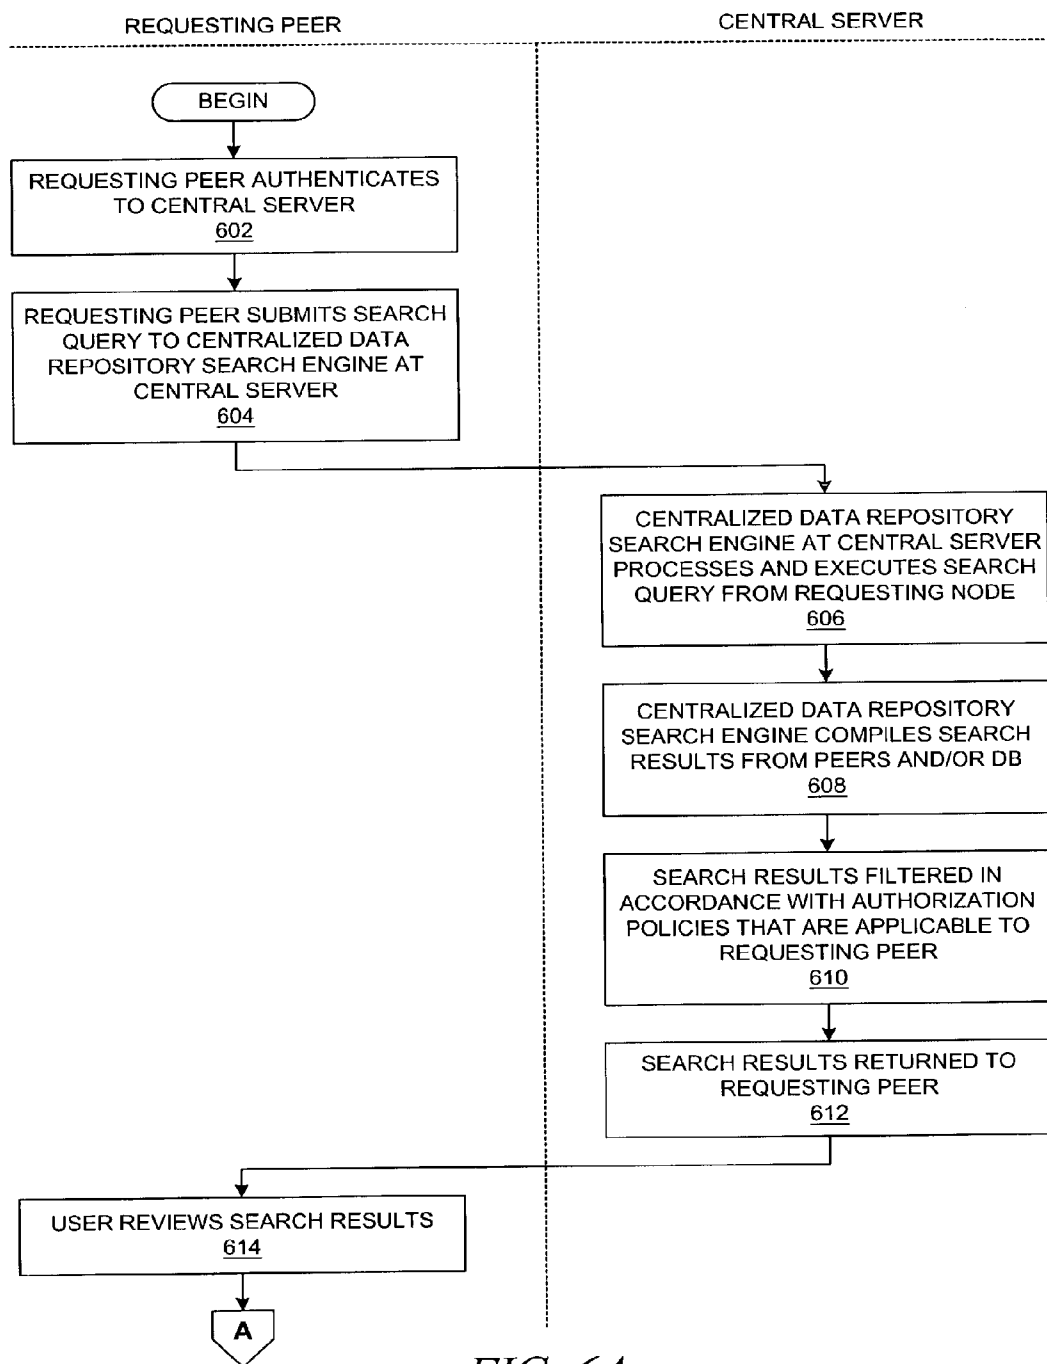 REQUESTING PEER
CENTRAL SERVER
BEGIN
REQUESTING PEER AUTHENTICATES
TO CENTRAL SERVER
602
REQUESTING PEER SUBMITS SEARCH
QUERY TO CENTRALIZED DATA
REPOSITORY SEARCH ENGINE AT
CENTRAL SERVER
604
CENTRALIZED DATA REPOSITORY
SEARCH ENGINE AT CENTRAL SERVER
PROCESSES AND EXECUTES SEARCH
QUERY FROM REQUESTING NODE
606
CENTRALIZED DATA REPOSITORY
SEARCH ENGINE COMPILES SEARCH
RESULTS FROM PEERS AND/OR DB
608
SEARCH RESULTS FILTERED IN
ACCORDANCE WITH AUTHORIZATION
POLICIES THAT ARE APPLICABLE TO
REQUESTING PEER
610
SEARCH RESULTS RETURNED TO
REQUESTING PEER
612
USER REVIEWS SEARCH RESULTS
614
A
FIG. 6A